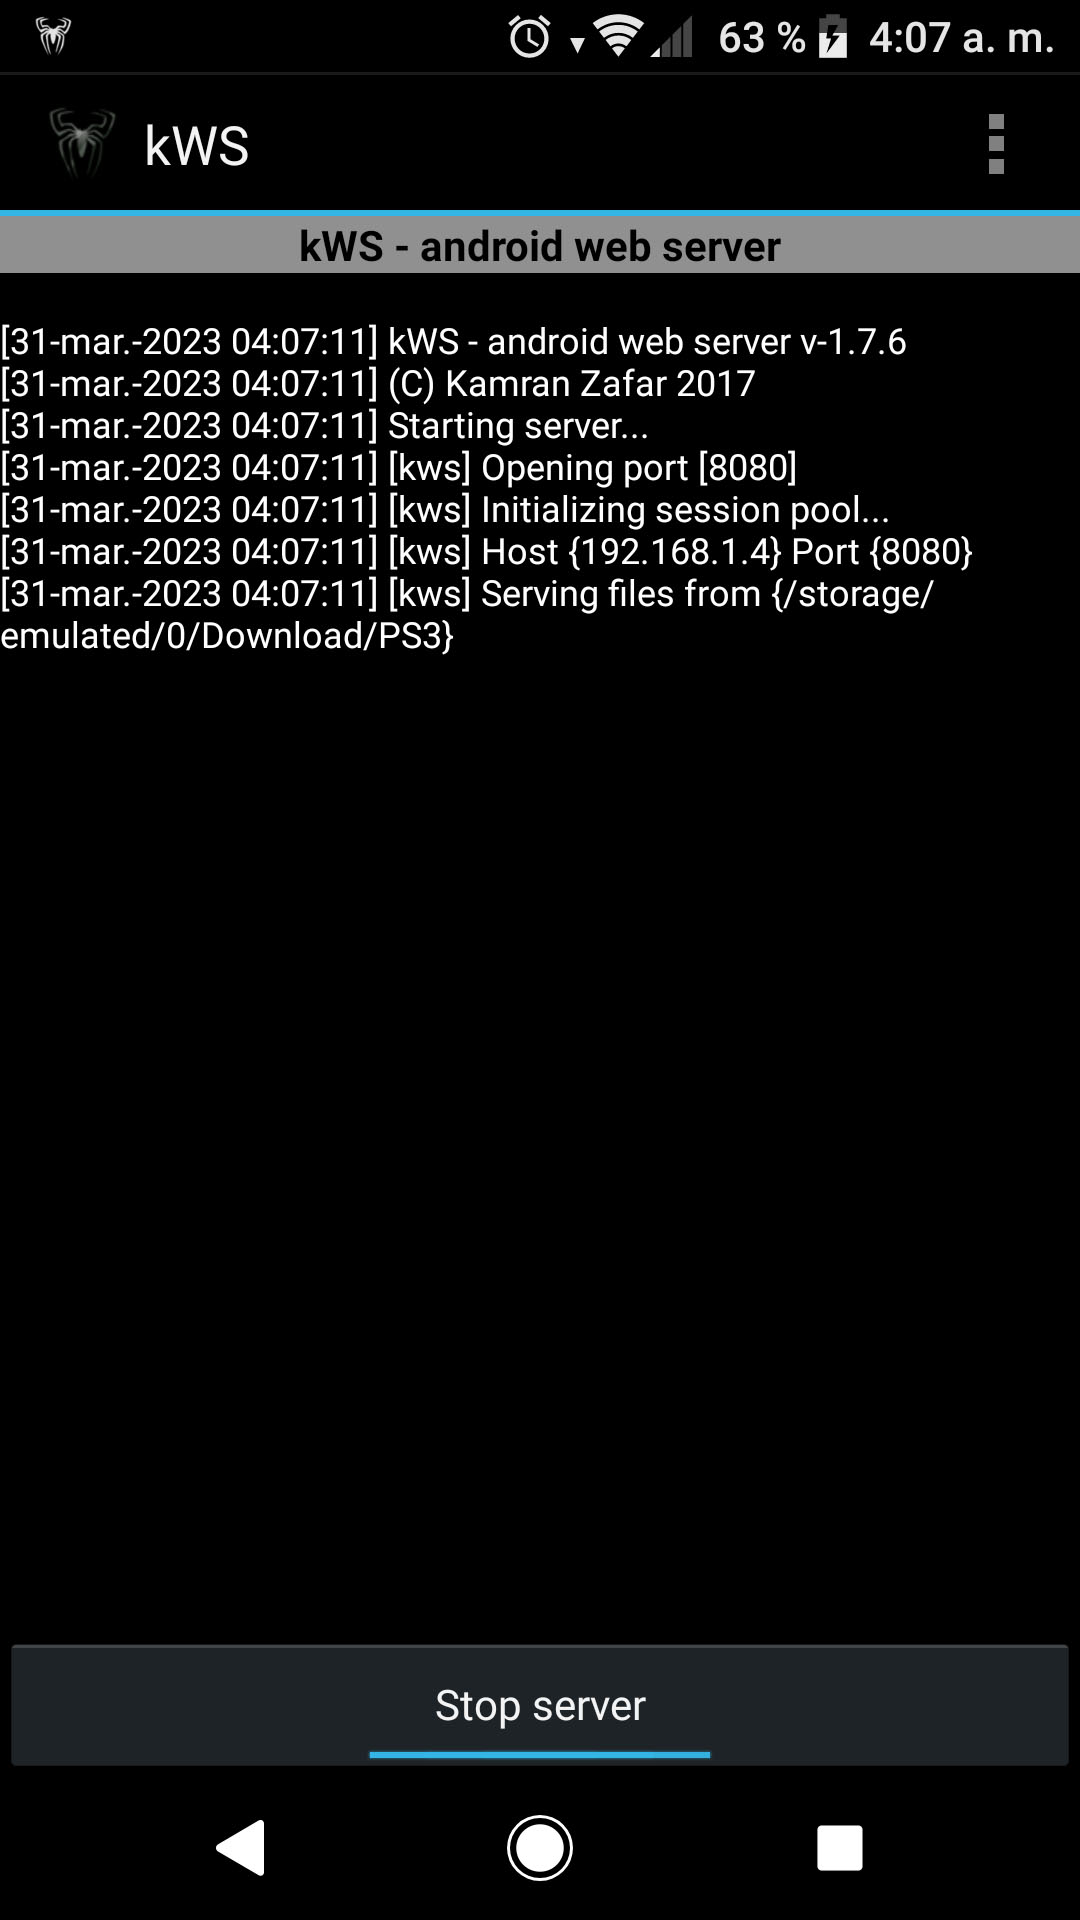 63 % 4:07 a. m.
kWS
kWS - android web server
[31-mar.-2023 04:07:11] kWS - android web server v-1.7.6
[31-mar.-2023 04:07:11] (C) Kamran Zafar 2017
[31-mar.-2023 04:07:11] Starting server...
[31-mar.-2023 04:07:11] [kws] Opening port [8080]
[31-mar.-2023 04:07:11] [kws] Initializing session pool...
[31-mar.-2023 04:07:11] [kws] Host {192.168.1.4} Port {8080}
[31-mar.-2023 04:07:11] [kws] Serving files from {/storage/
emulated/0/Download/PS3}
Stop server